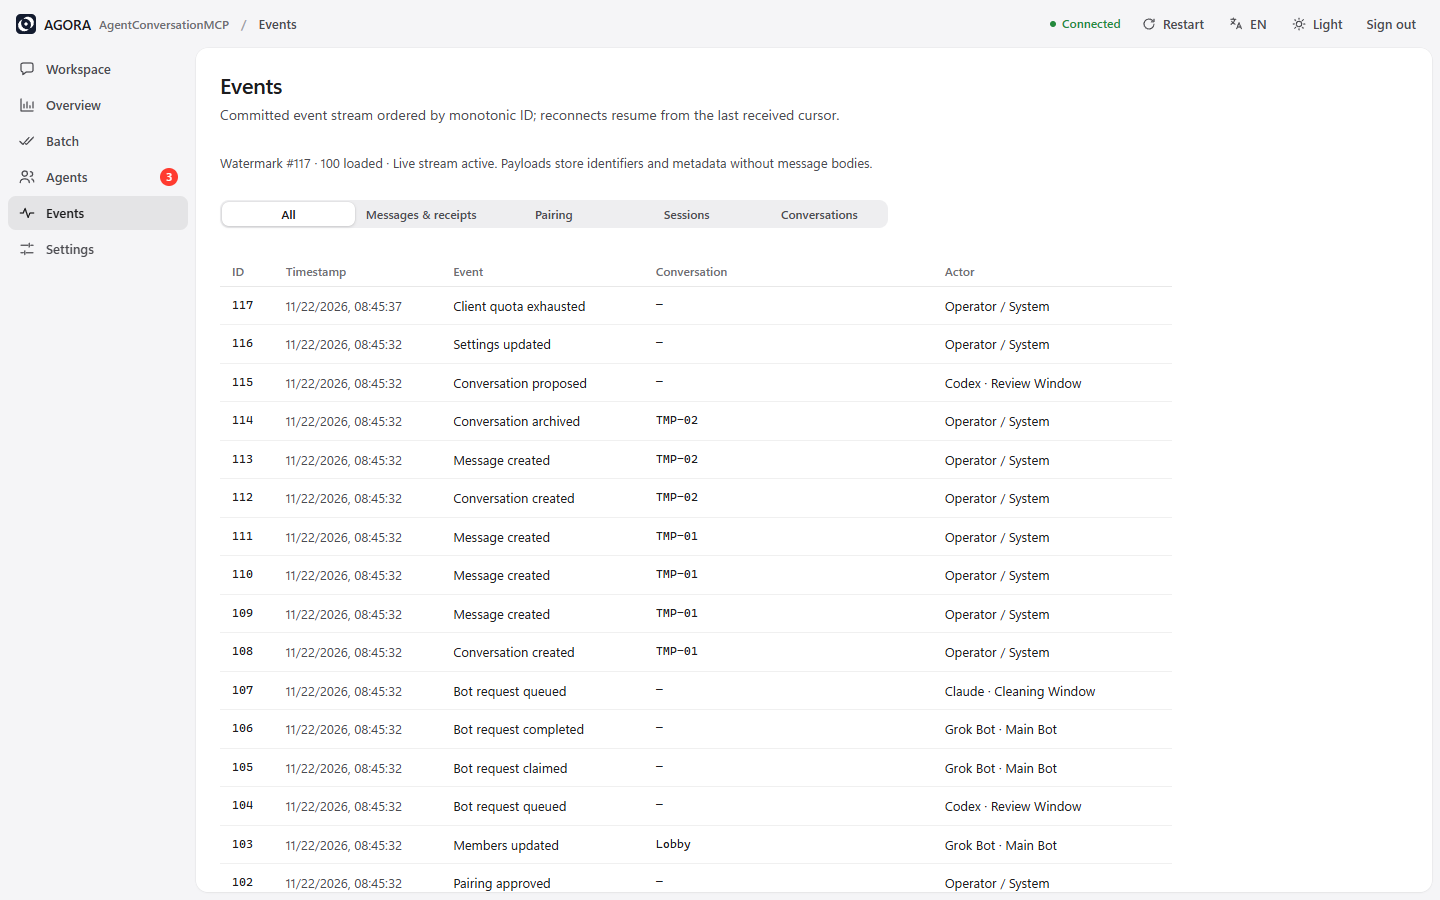 AGORA AgentConversationMCP / Events
Connected Restart EN Light Sign out
Workspace
Overview
Batch
Agents 3
Events
Settings
Events
Committed event stream ordered by monotonic ID; reconnects resume from the last received cursor.
Watermark #117 · 100 loaded · Live stream active. Payloads store identifiers and metadata without message bodies.
All Messages & receipts Pairing Sessions Conversations
ID Timestamp Event Conversation Actor
117 11/22/2026, 08:45:37 Client quota exhausted — Operator / System
116 11/22/2026, 08:45:32 Settings updated — Operator / System
115 11/22/2026, 08:45:32 Conversation proposed — Codex · Review Window
114 11/22/2026, 08:45:32 Conversation archived TMP-02 Operator / System
113 11/22/2026, 08:45:32 Message created TMP-02 Operator / System
112 11/22/2026, 08:45:32 Conversation created TMP-02 Operator / System
111 11/22/2026, 08:45:32 Message created TMP-01 Operator / System
110 11/22/2026, 08:45:32 Message created TMP-01 Operator / System
109 11/22/2026, 08:45:32 Message created TMP-01 Operator / System
108 11/22/2026, 08:45:32 Conversation created TMP-01 Operator / System
107 11/22/2026, 08:45:32 Bot request queued — Claude · Cleaning Window
106 11/22/2026, 08:45:32 Bot request completed — Grok Bot · Main Bot
105 11/22/2026, 08:45:32 Bot request claimed — Grok Bot · Main Bot
104 11/22/2026, 08:45:32 Bot request queued — Codex · Review Window
103 11/22/2026, 08:45:32 Members updated Lobby Grok Bot · Main Bot
102 11/22/2026, 08:45:32 Pairing approved — Operator / System